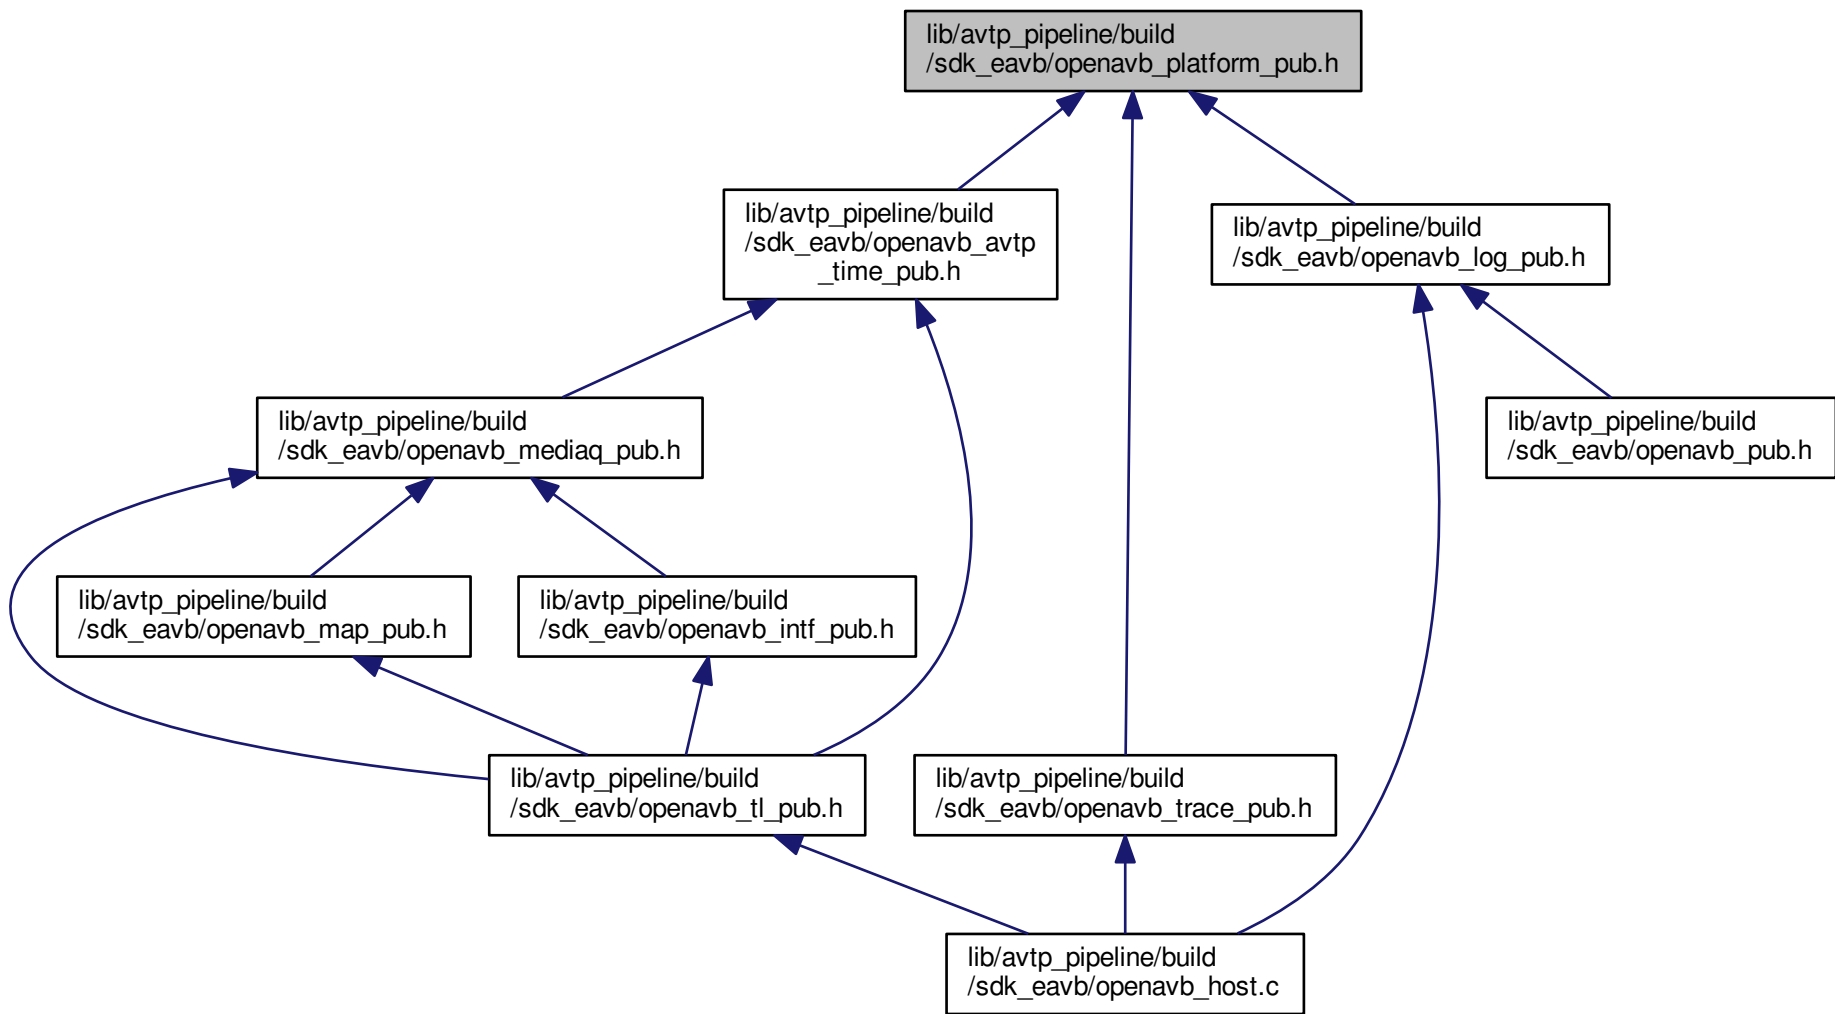 lib/avtp_pipeline/build
/sdk_eavb/openavb_platform_pub.h
lib/avtp_pipeline/build
/sdk_eavb/openavb_avtp
_time_pub.h
lib/avtp_pipeline/build
/sdk_eavb/openavb_log_pub.h
lib/avtp_pipeline/build
/sdk_eavb/openavb_mediaq_pub.h
lib/avtp_pipeline/build
/sdk_eavb/openavb_pub.h
lib/avtp_pipeline/build
/sdk_eavb/openavb_map_pub.h
lib/avtp_pipeline/build
/sdk_eavb/openavb_intf_pub.h
lib/avtp_pipeline/build
/sdk_eavb/openavb_tl_pub.h
lib/avtp_pipeline/build
/sdk_eavb/openavb_trace_pub.h
lib/avtp_pipeline/build
/sdk_eavb/openavb_host.c